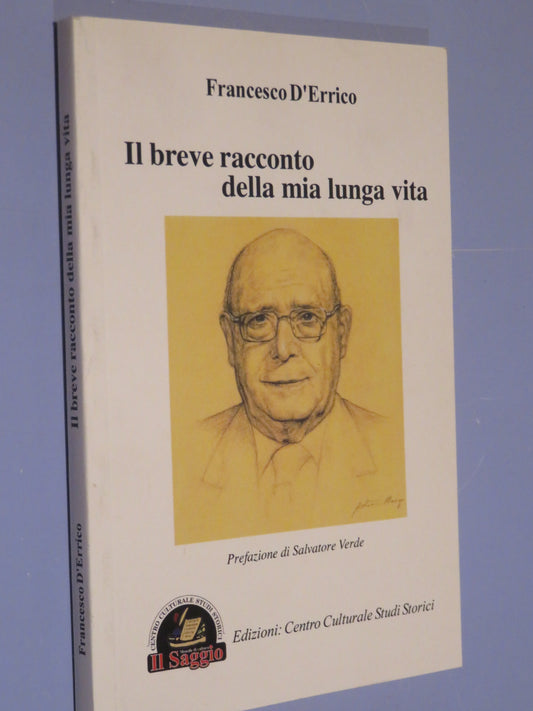 Francesco D'Errico
Il breve racconto
della mia lunga vita
Prefazione di Salvatore Verde
CENTRO CULTURALE STUDI STORICI
Il Saggio
Edizioni: Centro Culturale Studi Storici
Francesco D'Errico
Il breve racconto della mia lunga vita